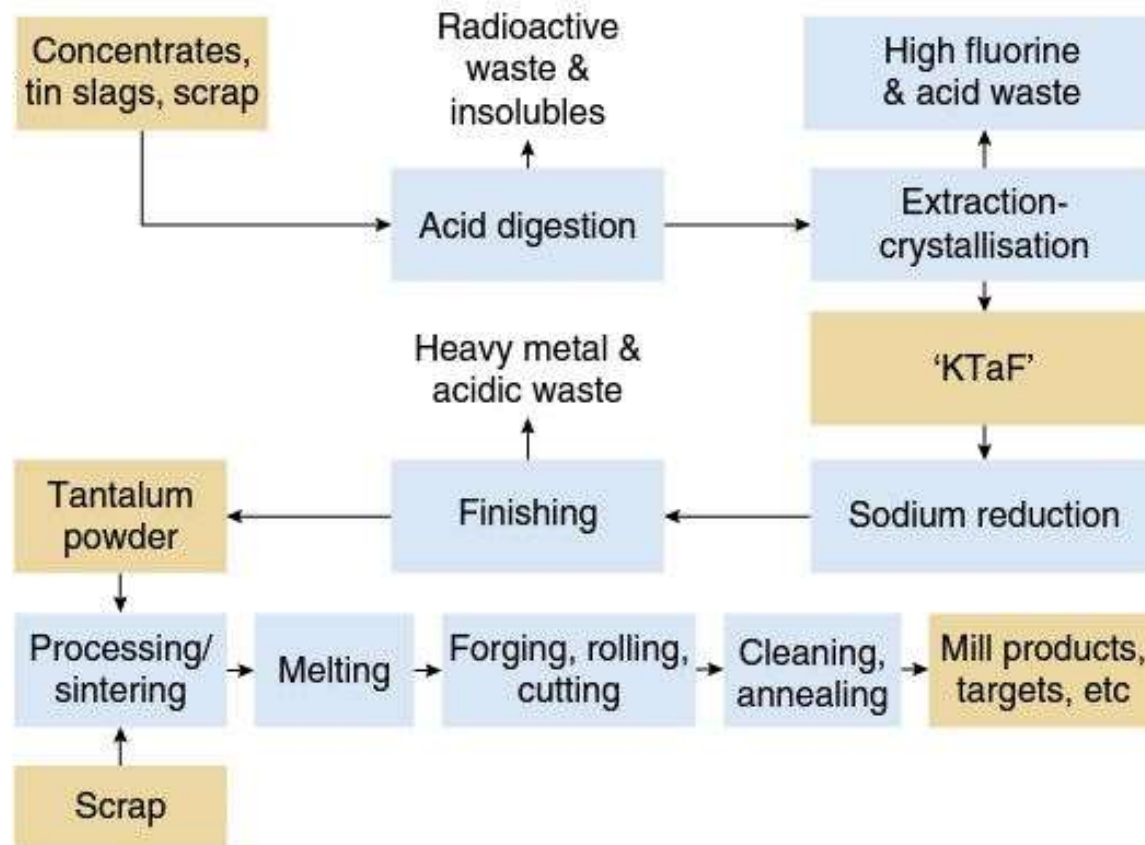 Concentrates,
tin slags, scrap
Radioactive
waste &
insolubles
High fluorine
& acid waste
Acid digestion
Extraction-
crystallisation
Heavy metal &
acidic waste
‘KTaF’
Tantalum
powder
Finishing
Sodium reduction
Processing/
sintering
Melting
Forging, rolling,
cutting
Cleaning,
annealing
Mill products,
targets, etc
Scrap